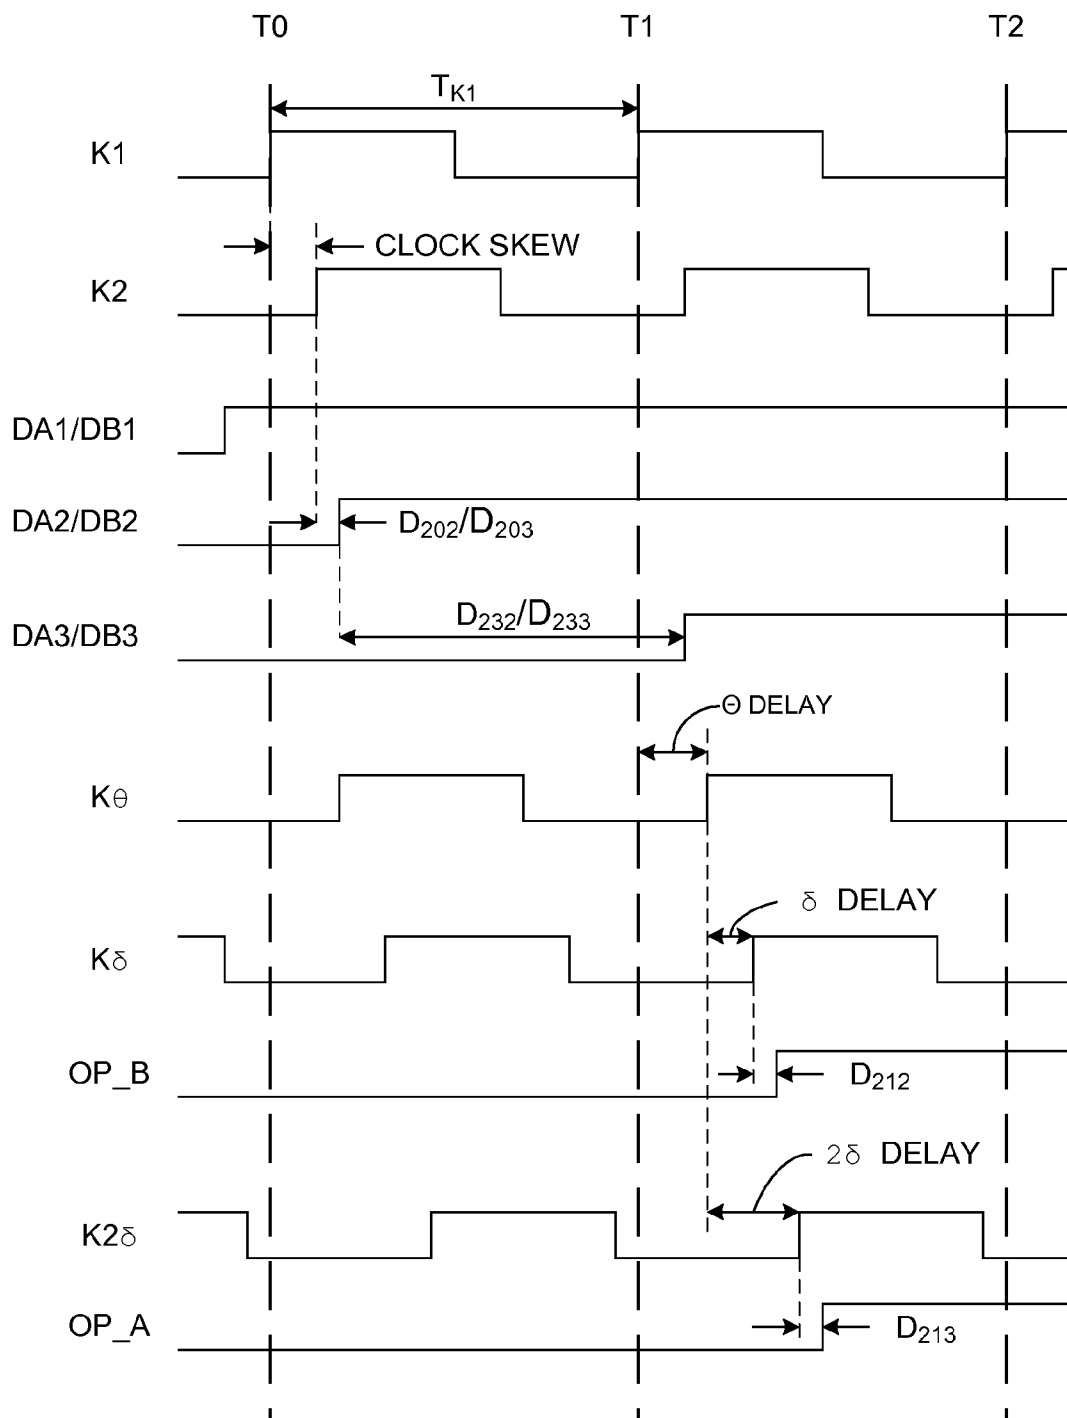 T0 T1 T2
TK1
K1
CLOCK SKEW
K2
DA1/DB1
DA2/DB2 D202/D203
D232/D233
DA3/DB3
Θ DELAY
Kθ
δ DELAY
Kδ
OP_B D212
2δ DELAY
K2δ
OP_A D213